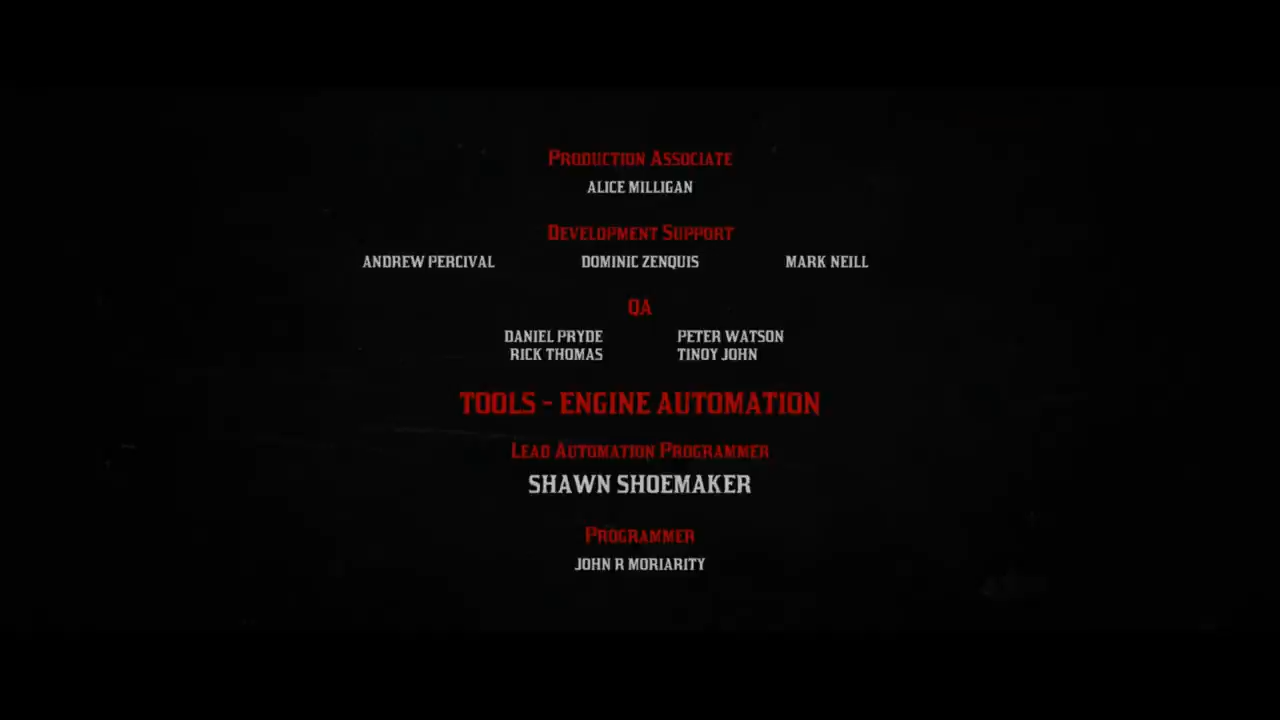 PRODUCTION ASSOCIATE
ALICE MILLIGAN
DEVELOPMENT SUPPORT
ANDREW PERCIVAL DOMINIC ZENQUIS MARK NEILL
QA
DANIEL PRYDE PETER WATSON
RICK THOMAS TINOY JOHN
TOOLS - ENGINE AUTOMATION
LEAD AUTOMATION PROGRAMMER
SHAWN SHOEMAKER
PROGRAMMER
JOHN R MORIARITY